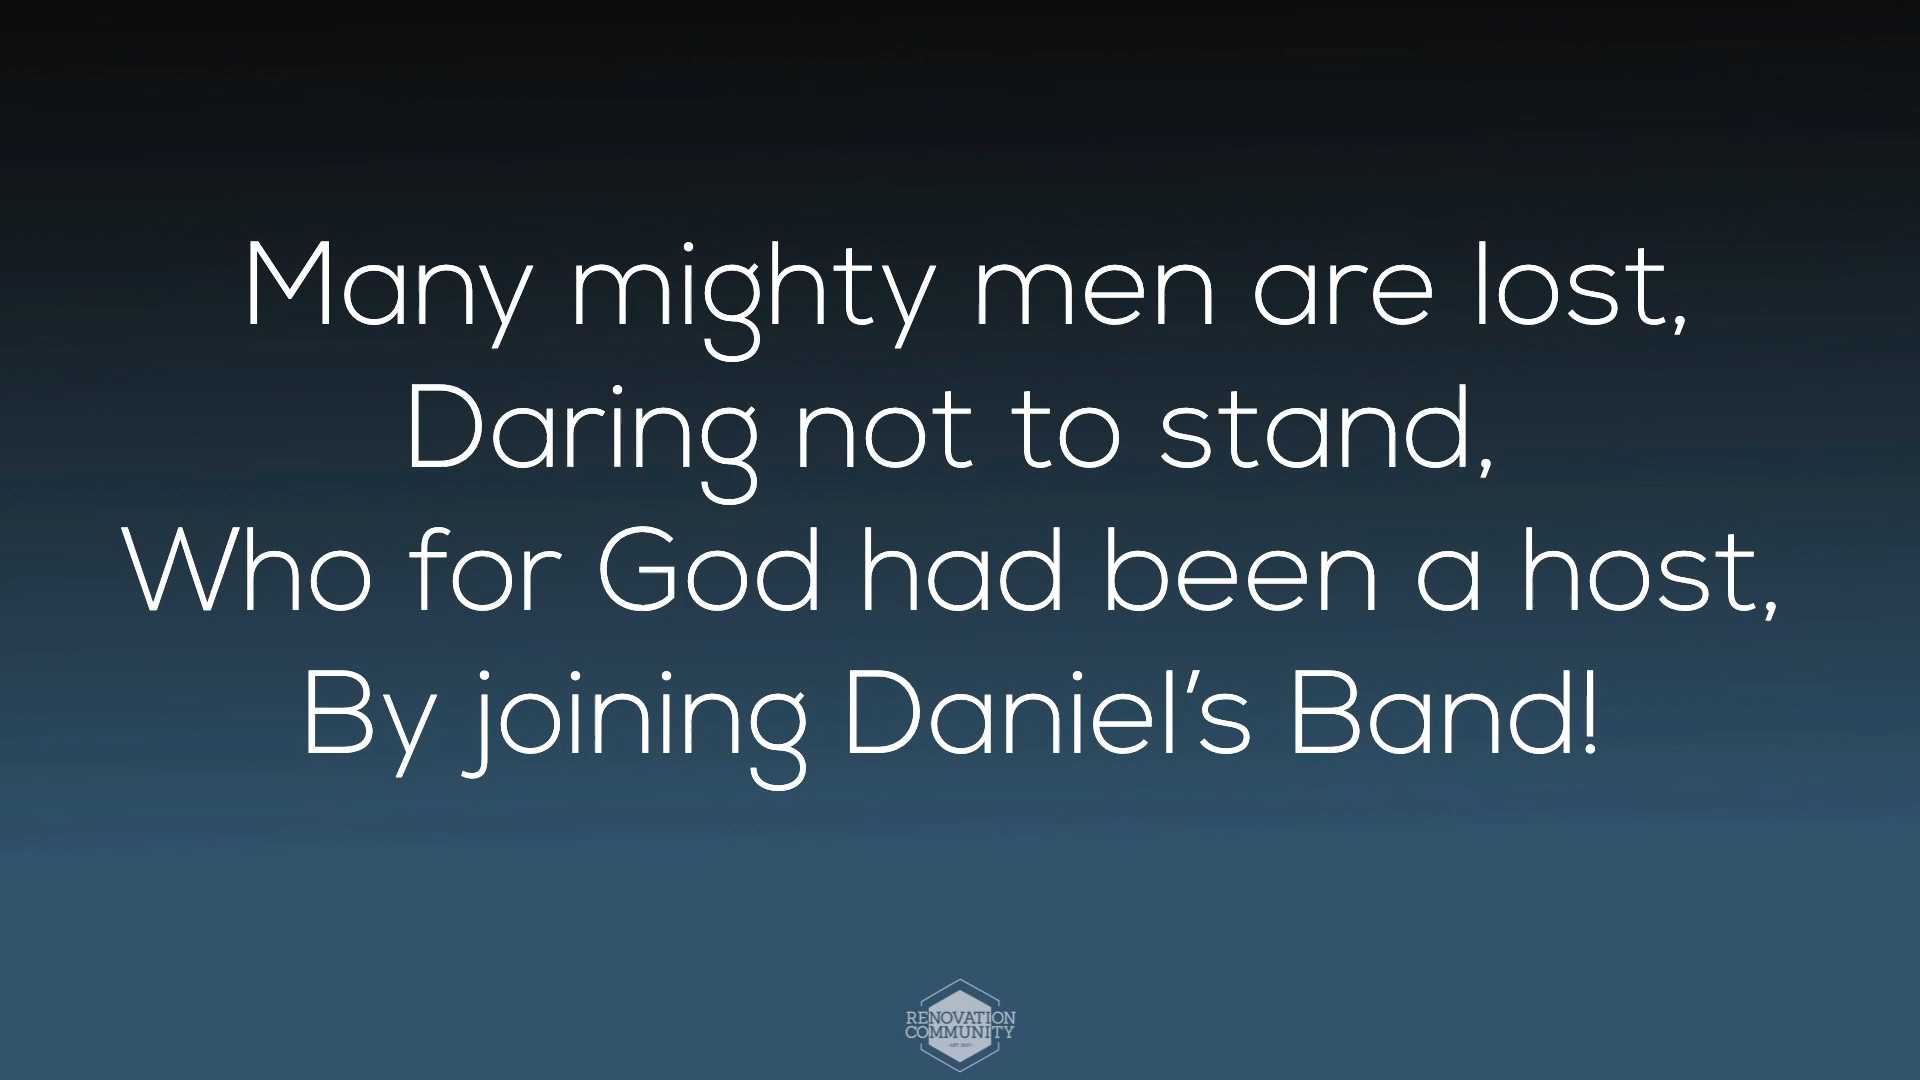 Many mighty men are lost,
Daring not to stand,
Who for God had been a host,
By joining Daniel’s Band!
RENOVATION
COMMUNITY